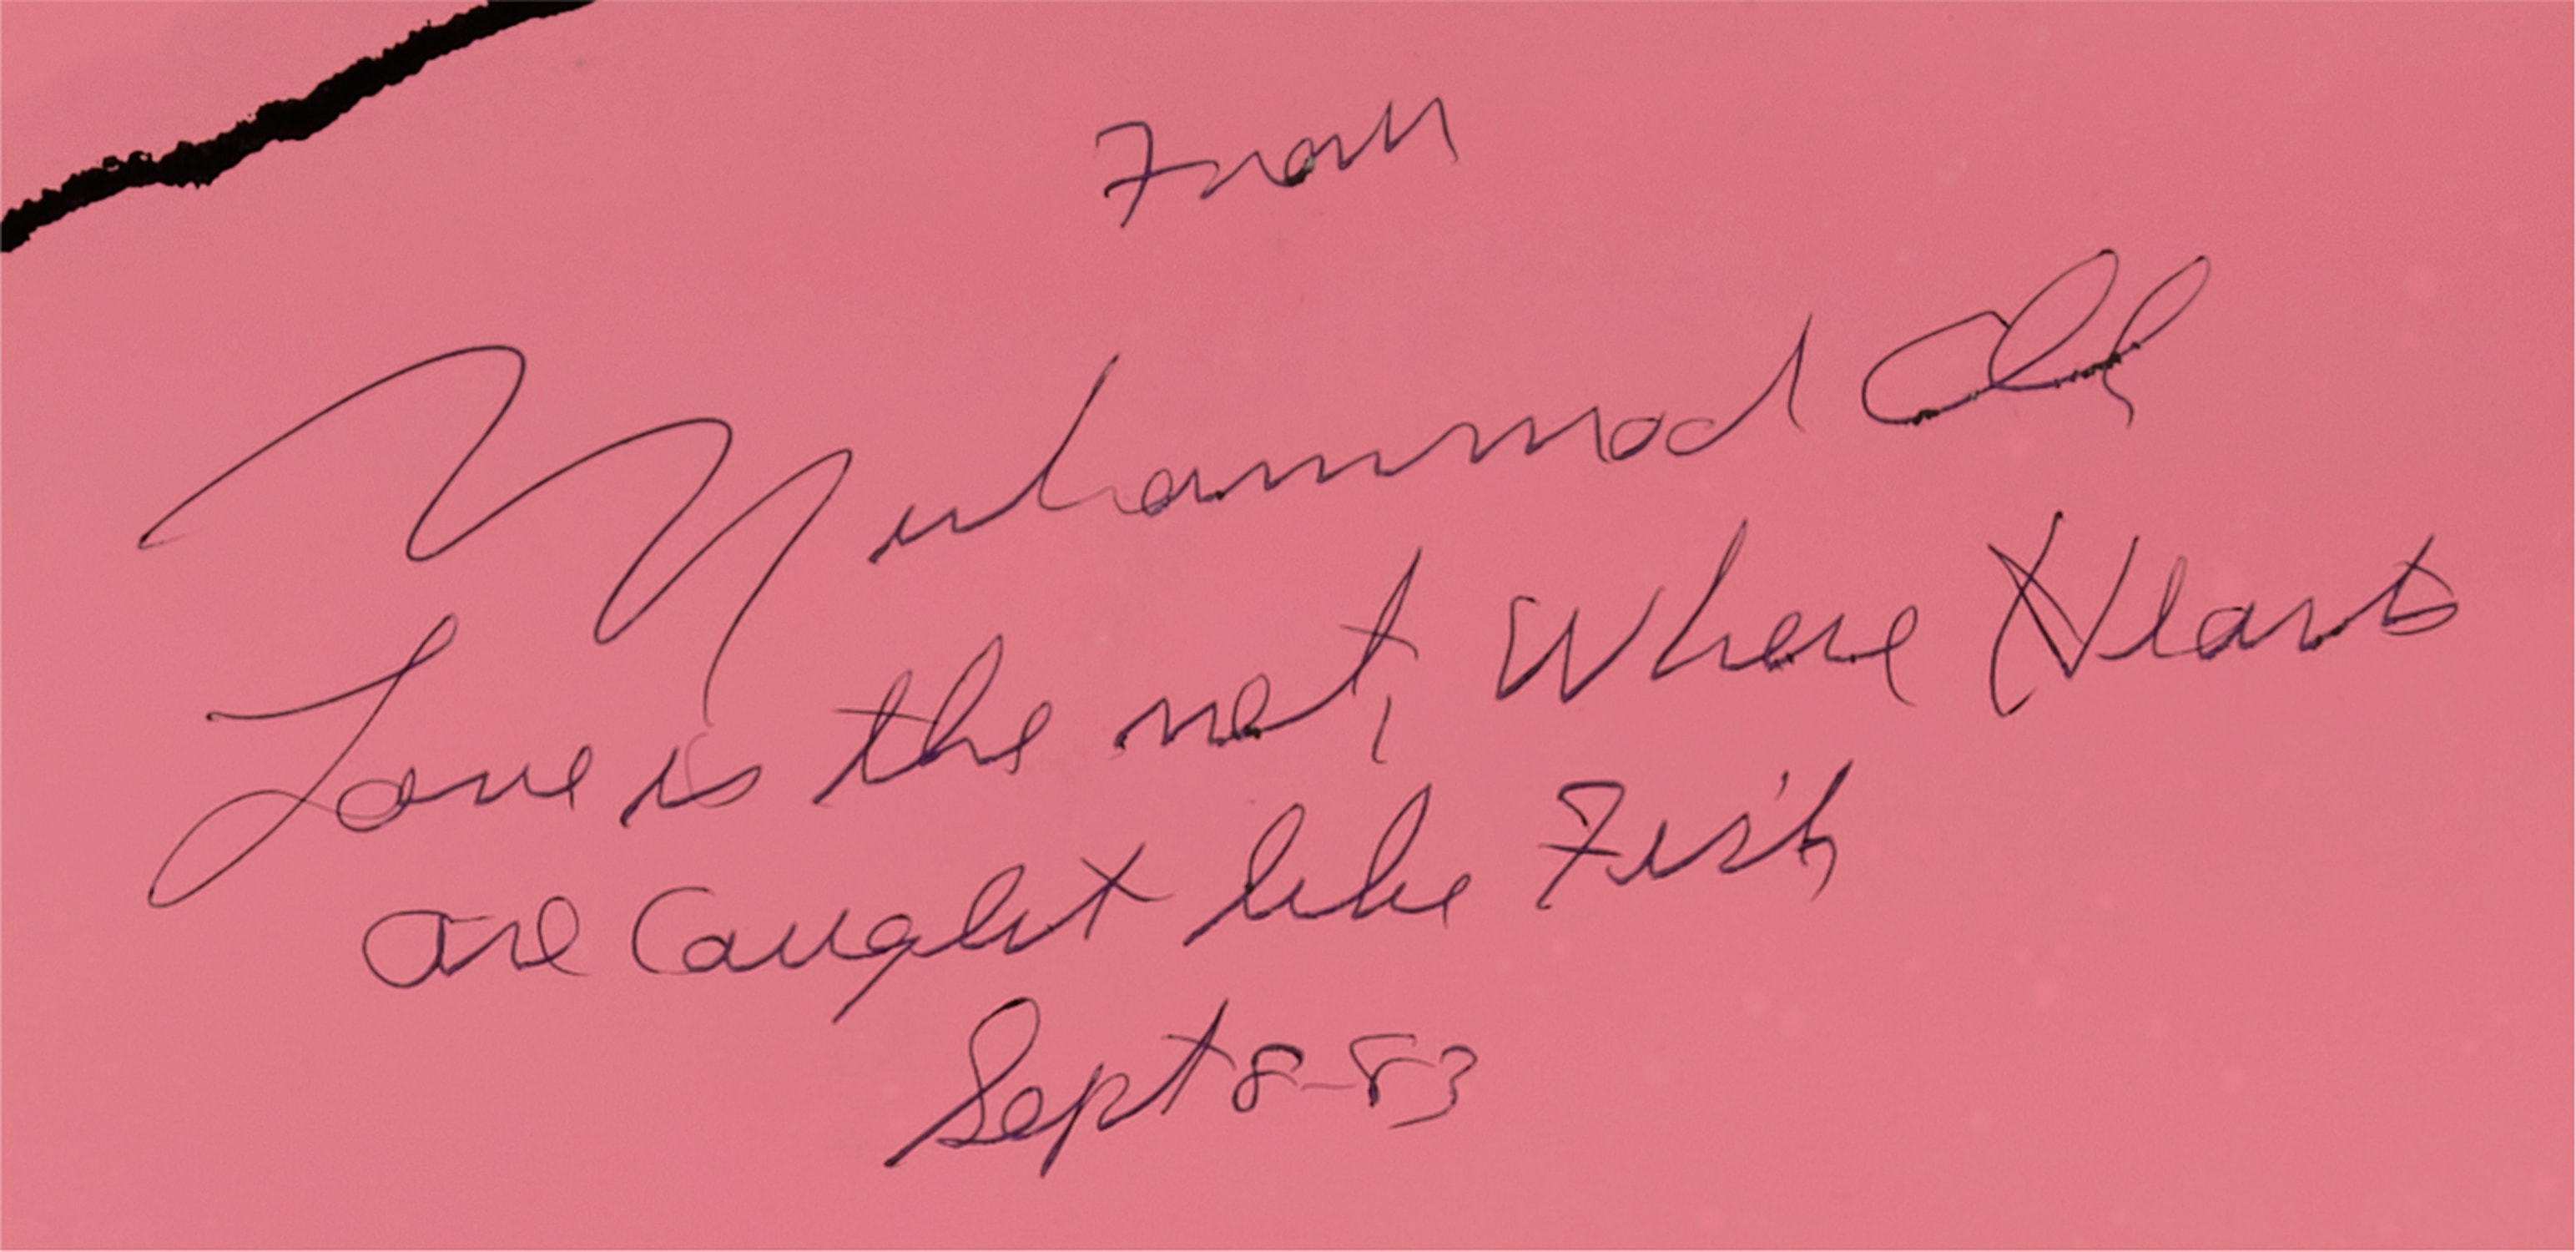 From
Muhammad Ali
Love is the net, Where Hearts
are Caught like Fish
Sept 8-83